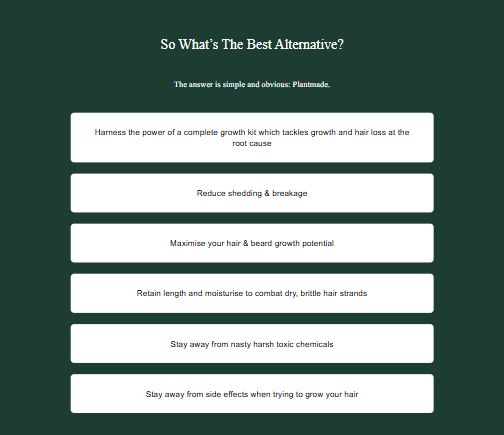 So What’s The Best Alternative?
The answer is simple and obvious: Plantmade.
Harness the power of a complete growth kit which tackles growth and hair loss at the
root cause
Reduce shedding & breakage
Maximise your hair & beard growth potential
Retain length and moisturise to combat dry, brittle hair strands
Stay away from nasty harsh toxic chemicals
Stay away from side effects when trying to grow your hair